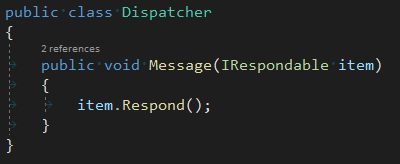 public class Dispatcher
{
2 references
public void Message(IRespondable item)
{
item.Respond();
}
}